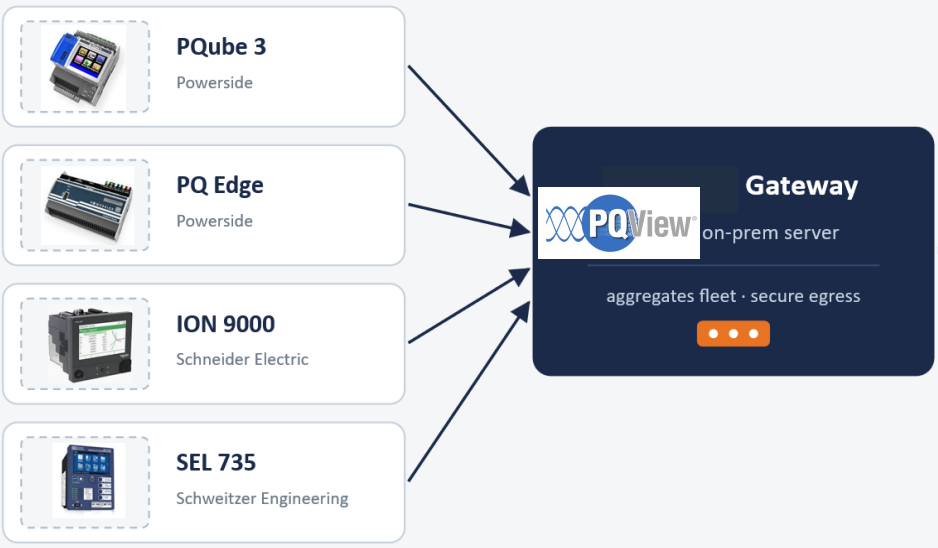 PQube 3
Powerside
PQ Edge
Powerside
ION 9000
Schneider Electric
SEL 735
Schweitzer Engineering
Gateway
PQView®
on-prem server
aggregates fleet · secure egress